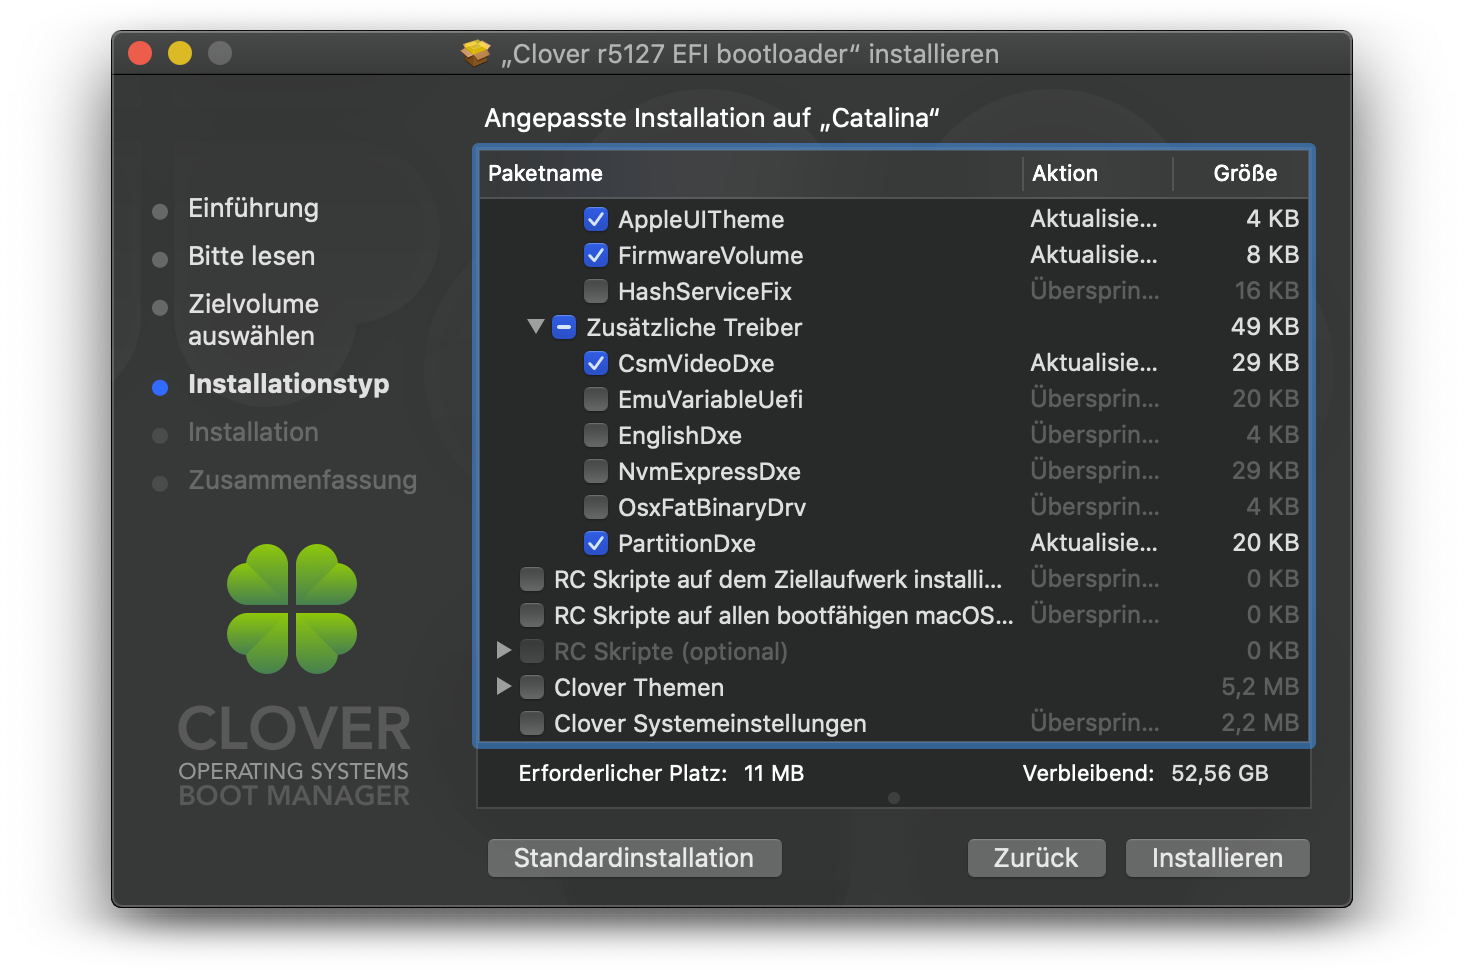 „Clover r5127 EFI bootloader“ installieren
Angepasste Installation auf „Catalina“
Einführung
Bitte lesen
Zielvolume
auswählen
Installationstyp
Installation
Zusammenfassung
CLOVER
OPERATING SYSTEMS
BOOT MANAGER
Paketname Aktion Größe
AppleUITheme Aktualisie... 4 KB
FirmwareVolume Aktualisie... 8 KB
HashServiceFix Übersprin... 16 KB
Zusätzliche Treiber 49 KB
CsmVideoDxe Aktualisie... 29 KB
EmuVariableUefi Übersprin... 20 KB
EnglishDxe Übersprin... 4 KB
NvmExpressDxe Übersprin... 29 KB
OsxFatBinaryDrv Übersprin... 4 KB
PartitionDxe Aktualisie... 20 KB
RC Skripte auf dem Ziellaufwerk installi... Übersprin... 0 KB
RC Skripte auf allen bootfähigen macOS... Übersprin... 0 KB
RC Skripte (optional) 0 KB
Clover Themen 5,2 MB
Clover Systemeinstellungen Übersprin... 2,2 MB
Erforderlicher Platz: 11 MB Verbleibend: 52,56 GB
Standardinstallation Zurück Installieren